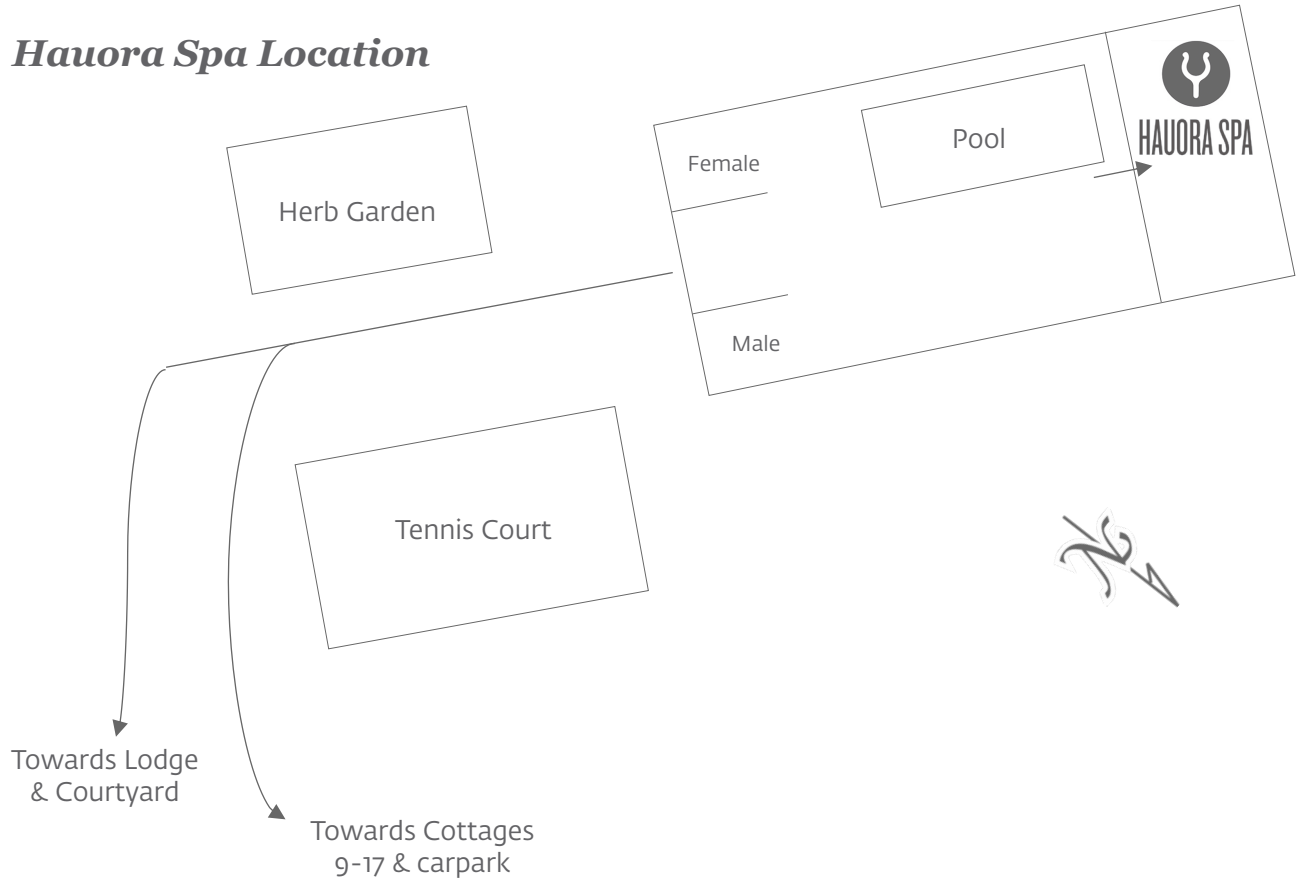 Hauora Spa Location
HAUORA SPA
Pool
Female
Herb Garden
Male
Tennis Court
N
Towards Lodge
& Courtyard
Towards Cottages
9-17 & carpark